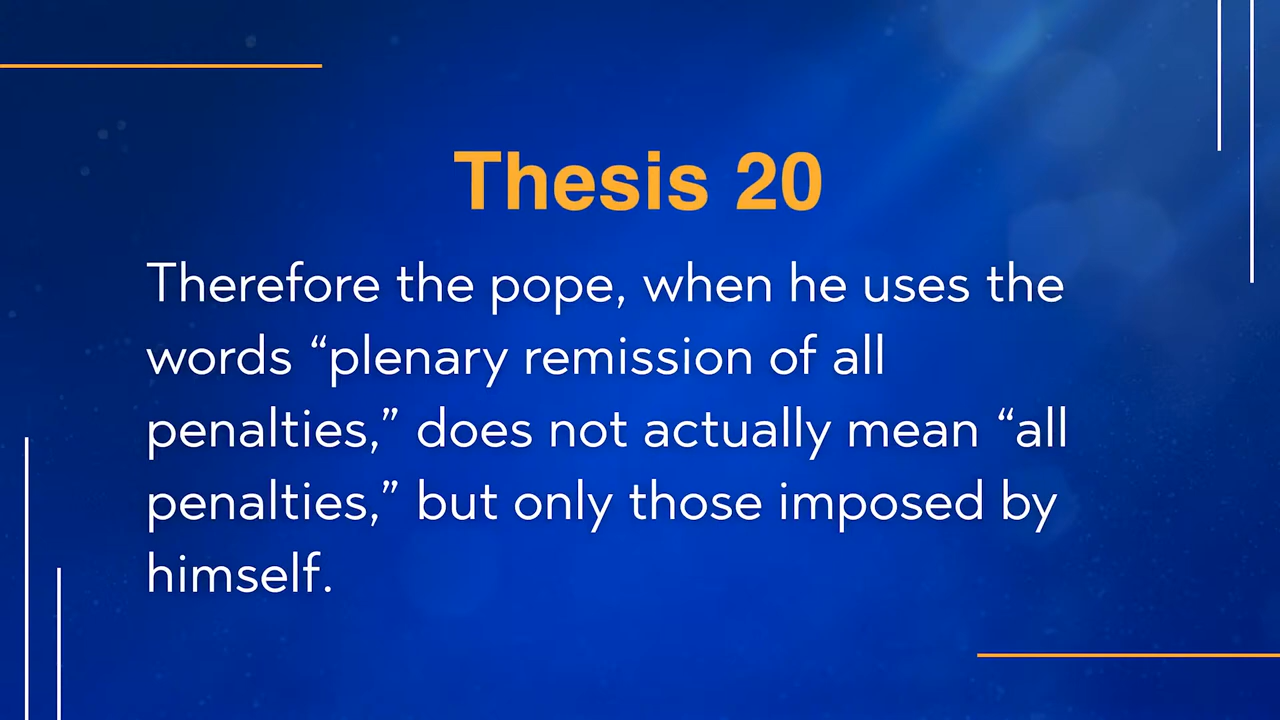 Thesis 20
Therefore the pope, when he uses the
words “plenary remission of all
penalties,” does not actually mean “all
penalties,” but only those imposed by
himself.